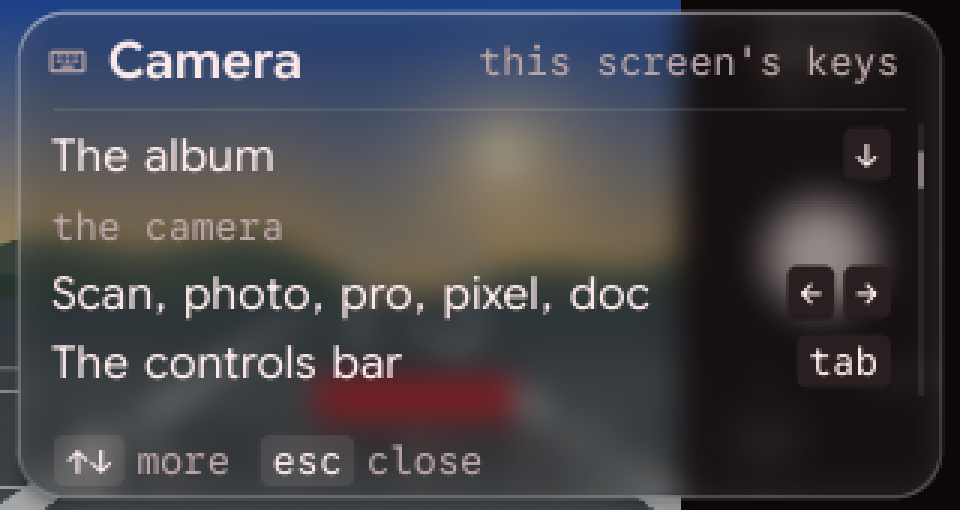 Camera this screen's keys
The album ↓
the camera
Scan, photo, pro, pixel, doc ← →
The controls bar tab
↑↓ more esc close